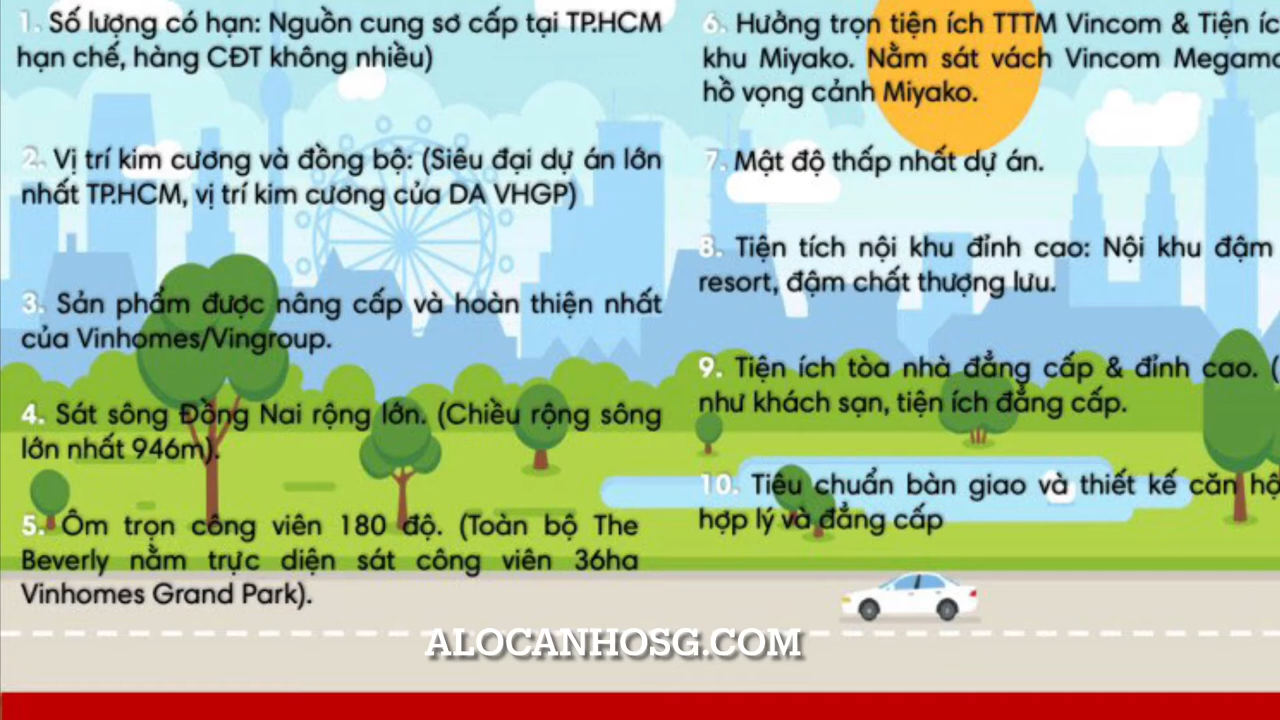 1. Số lượng có hạn: Nguồn cung sơ cấp tại TP.HCM
hạn chế, hàng CĐT không nhiều)
2. Vị trí kim cương và đồng bộ: (Siêu đại dự án lớn
nhất TP.HCM, vị trí kim cương của DA VHGP)
3. Sản phẩm được nâng cấp và hoàn thiện nhất
của Vinhomes/Vingroup.
4. Sát sông Đồng Nai rộng lớn. (Chiều rộng sông
lớn nhất 946m).
5. Ôm trọn công viên 180 độ. (Toàn bộ The
Beverly nằm trực diện sát công viên 36ha
Vinhomes Grand Park).
6. Hưởng trọn tiện ích TTTM Vincom & Tiện
khu Miyako. Nằm sát vách Vincom
hồ vọng cảnh Miyako.
7. Mật độ thấp nhất dự án.
8. Tiện tích nội khu đỉnh cao: Nội khu đậm
resort, đậm chất thượng lưu.
9. Tiện ích tòa nhà đẳng cấp & đỉnh cao. (
như khách sạn, tiện ích đẳng cấp.
10. Tiêu chuẩn bàn giao và thiết kế căn hộ
hợp lý và đẳng cấp
ALOCANHOSG.COM